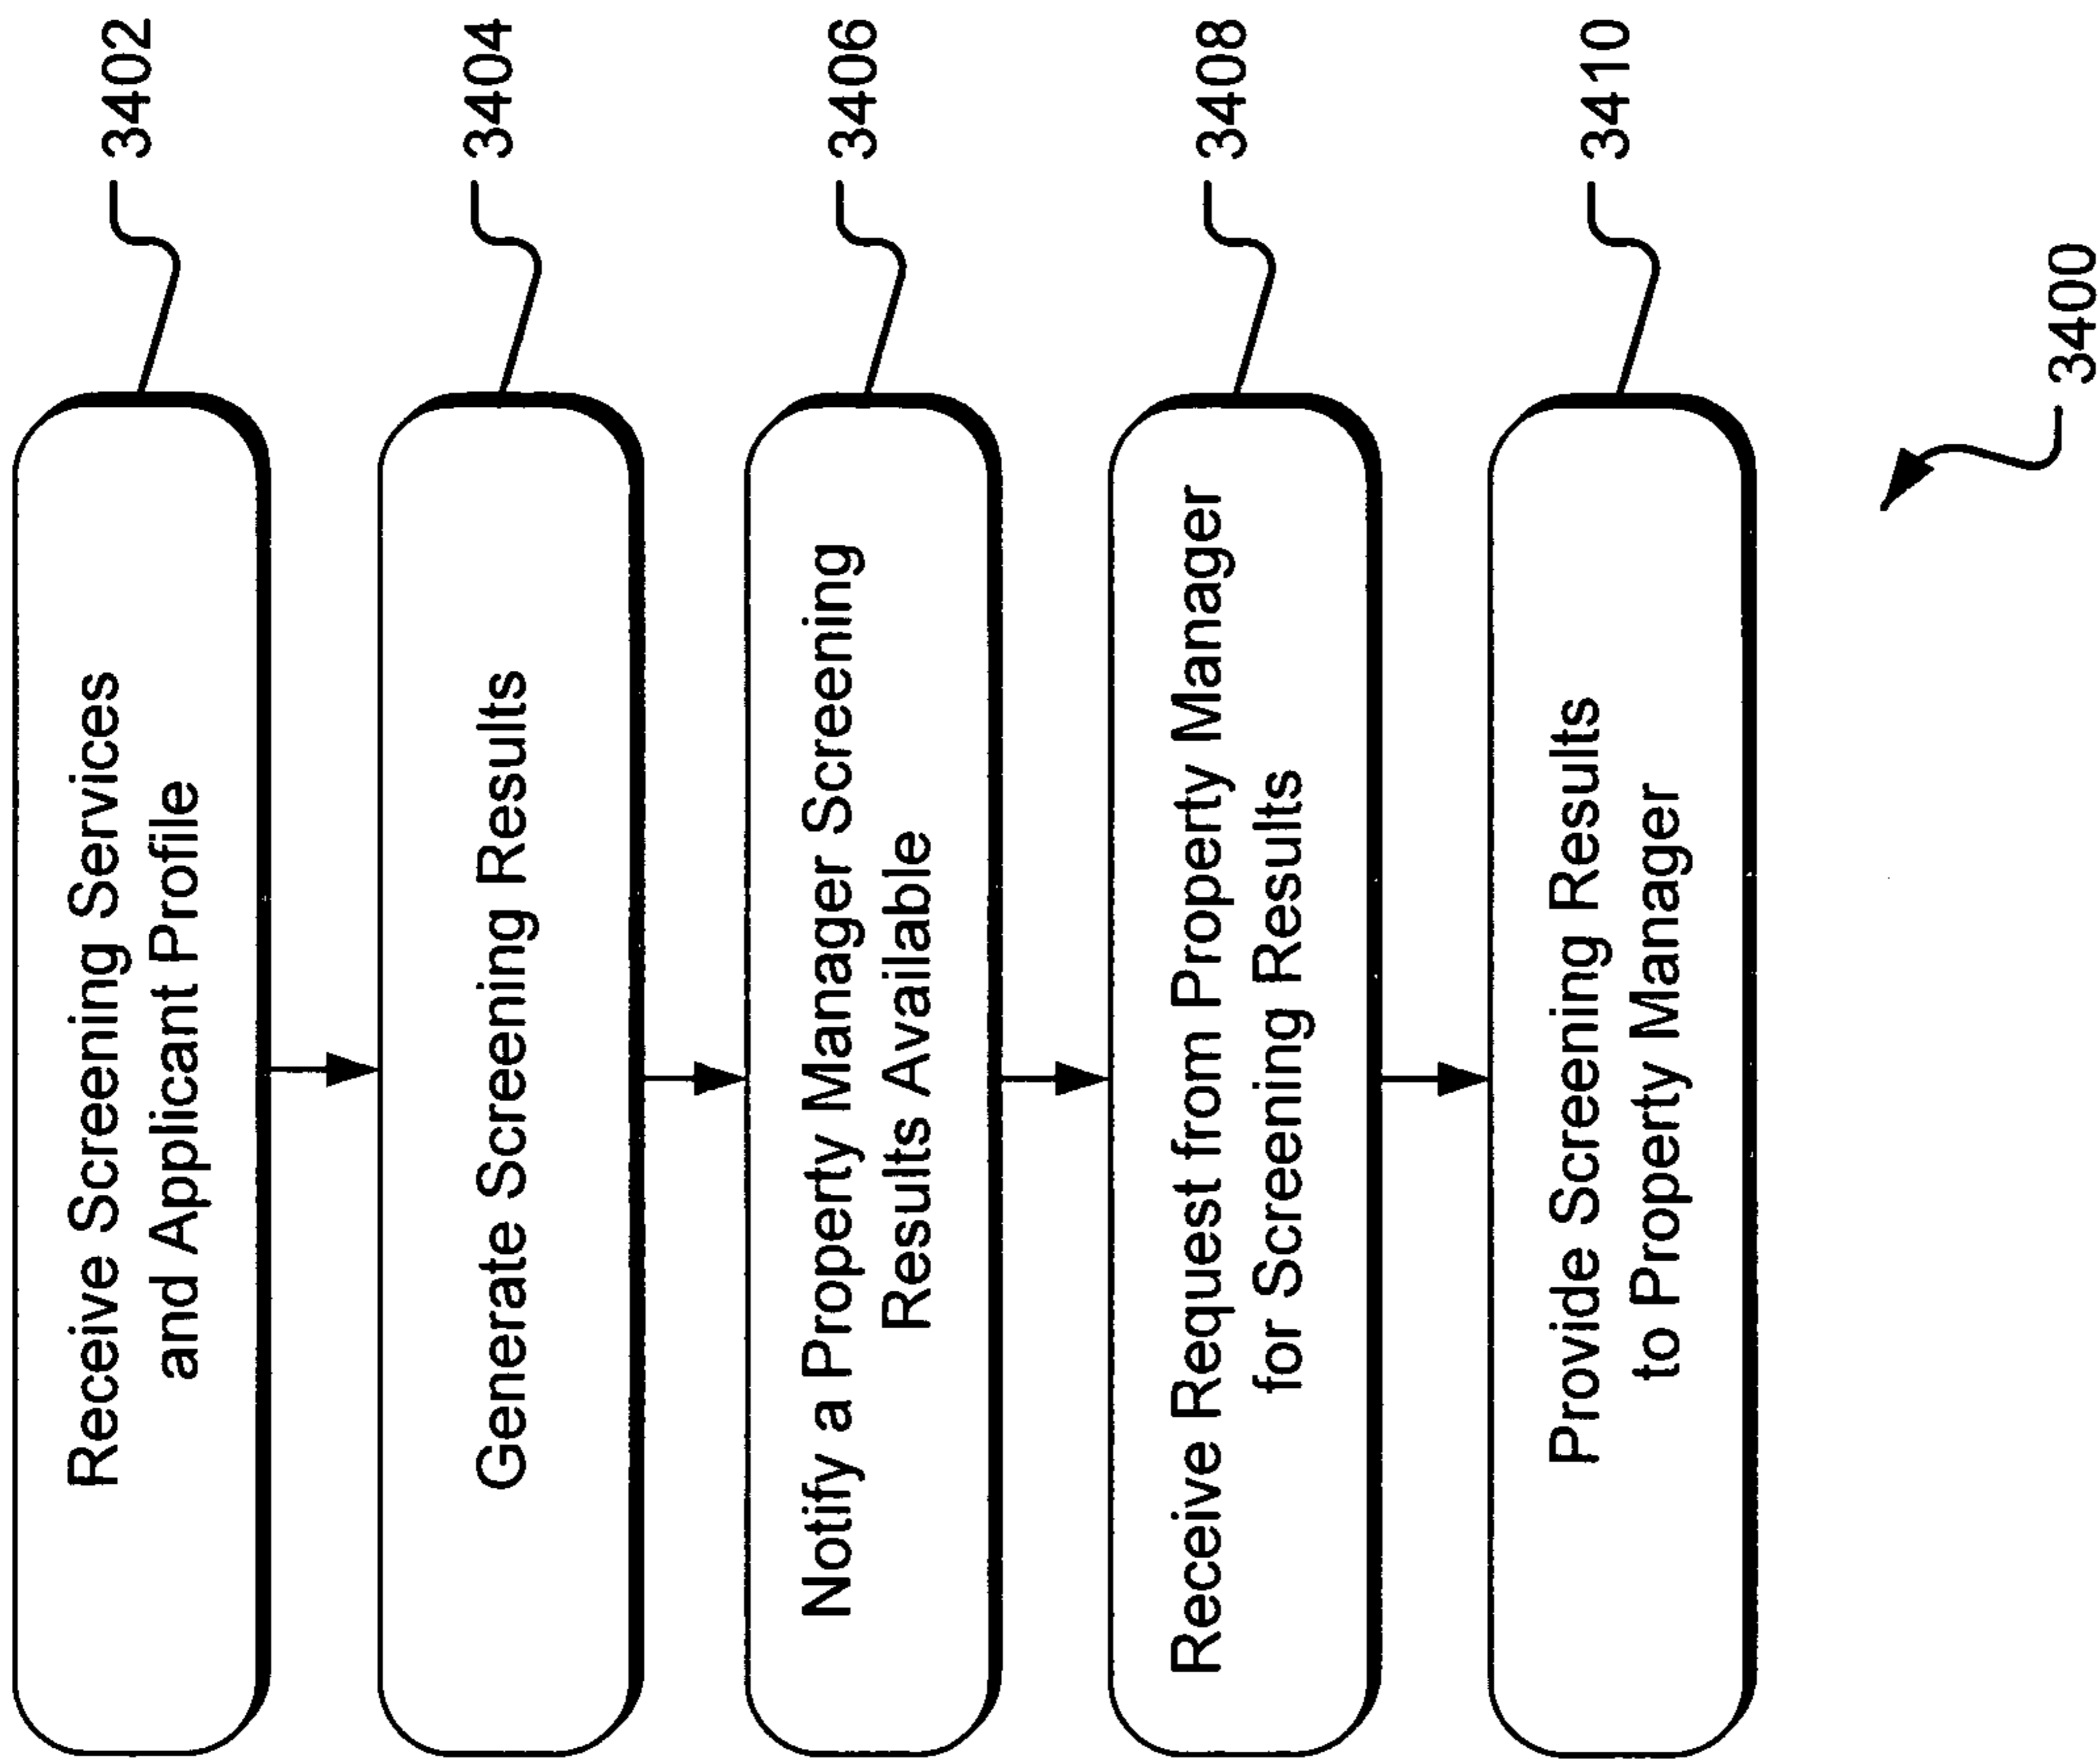 Receive Screening Services
and Applicant Profile
3402
Generate Screening Results
3404
Notify a Property Manager Screening
Results Available
3406
Receive Request from Property Manager
for Screening Results
3408
Provide Screening Results
to Property Manager
3410
3400